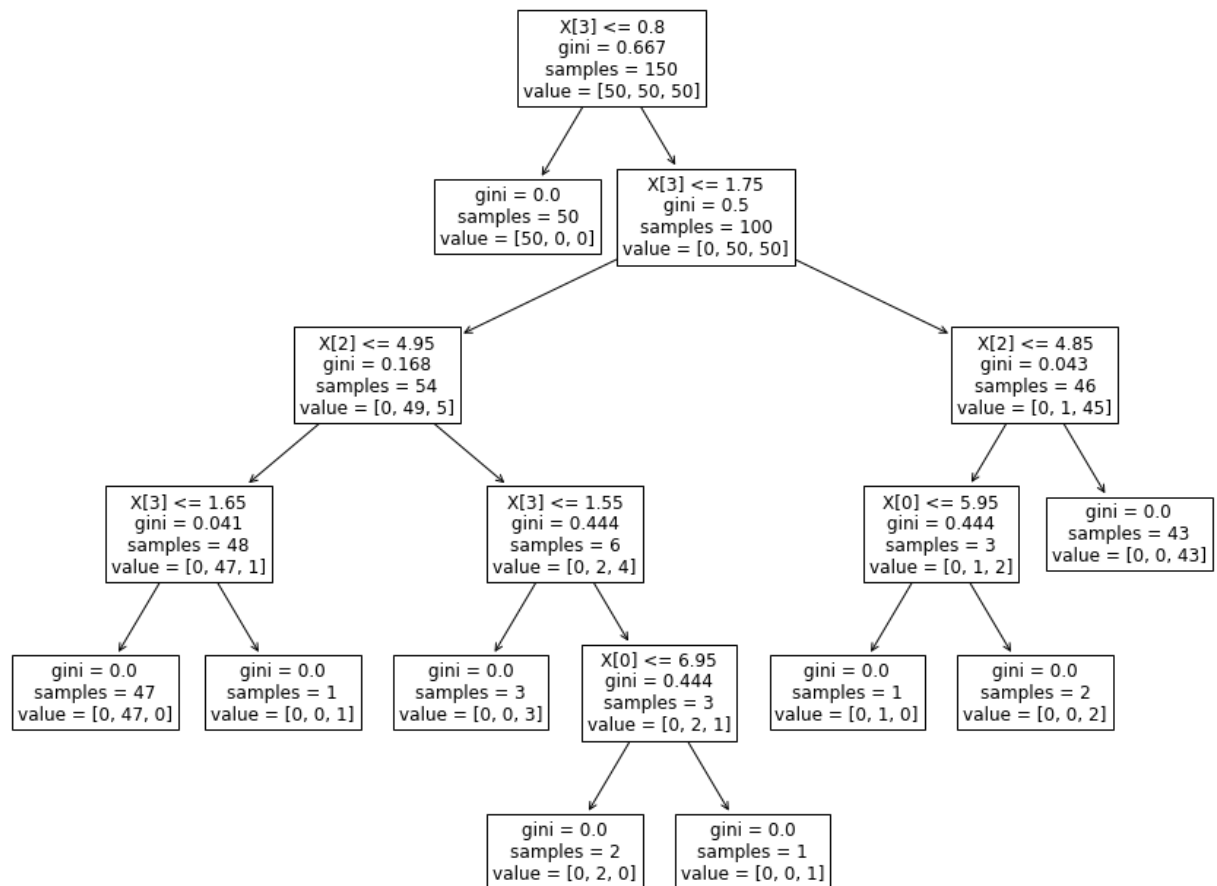 X[3] <= 0.8
gini = 0.667
samples = 150
value = [50, 50, 50]
gini = 0.0
samples = 50
value = [50, 0, 0]
X[3] <= 1.75
gini = 0.5
samples = 100
value = [0, 50, 50]
X[2] <= 4.95
gini = 0.168
samples = 54
value = [0, 49, 5]
X[2] <= 4.85
gini = 0.043
samples = 46
value = [0, 1, 45]
X[3] <= 1.65
gini = 0.041
samples = 48
value = [0, 47, 1]
X[3] <= 1.55
gini = 0.444
samples = 6
value = [0, 2, 4]
X[0] <= 5.95
gini = 0.444
samples = 3
value = [0, 1, 2]
gini = 0.0
samples = 43
value = [0, 0, 43]
gini = 0.0
samples = 47
value = [0, 47, 0]
gini = 0.0
samples = 1
value = [0, 0, 1]
gini = 0.0
samples = 3
value = [0, 0, 3]
X[0] <= 6.95
gini = 0.444
samples = 3
value = [0, 2, 1]
gini = 0.0
samples = 1
value = [0, 1, 0]
gini = 0.0
samples = 2
value = [0, 0, 2]
gini = 0.0
samples = 2
value = [0, 2, 0]
gini = 0.0
samples = 1
value = [0, 0, 1]